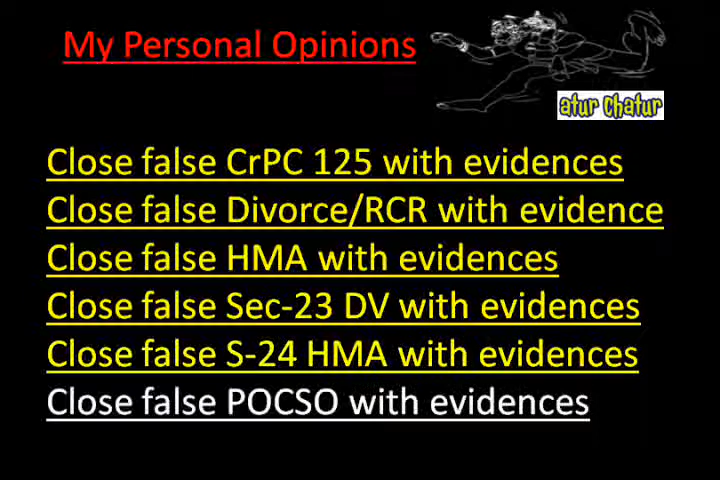 My Personal Opinions
atur Chatur
Close false CrPC 125 with evidences
Close false Divorce/RCR with evidence
Close false HMA with evidences
Close false Sec-23 DV with evidences
Close false S-24 HMA with evidences
Close false POCSO with evidences